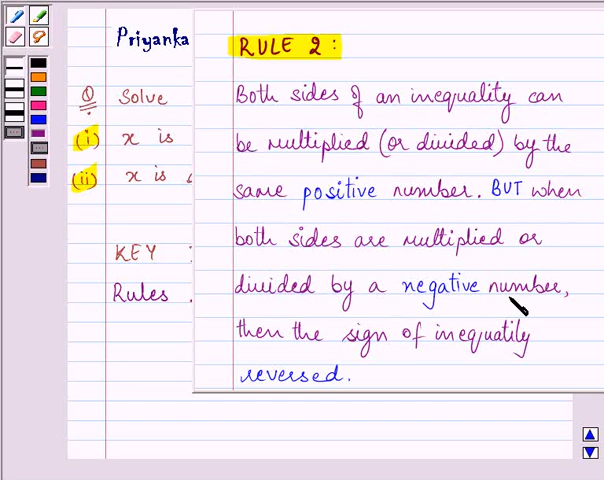 Priyanka
Q Solve
(i) x is
(ii) x is
KEY :
Rules .
RULE 2 :
Both sides of an inequality can
be multiplied (or divided) by the
same positive number. BUT when
both sides are multiplied or
divided by a negative number,
then the sign of inequatily
reversed.